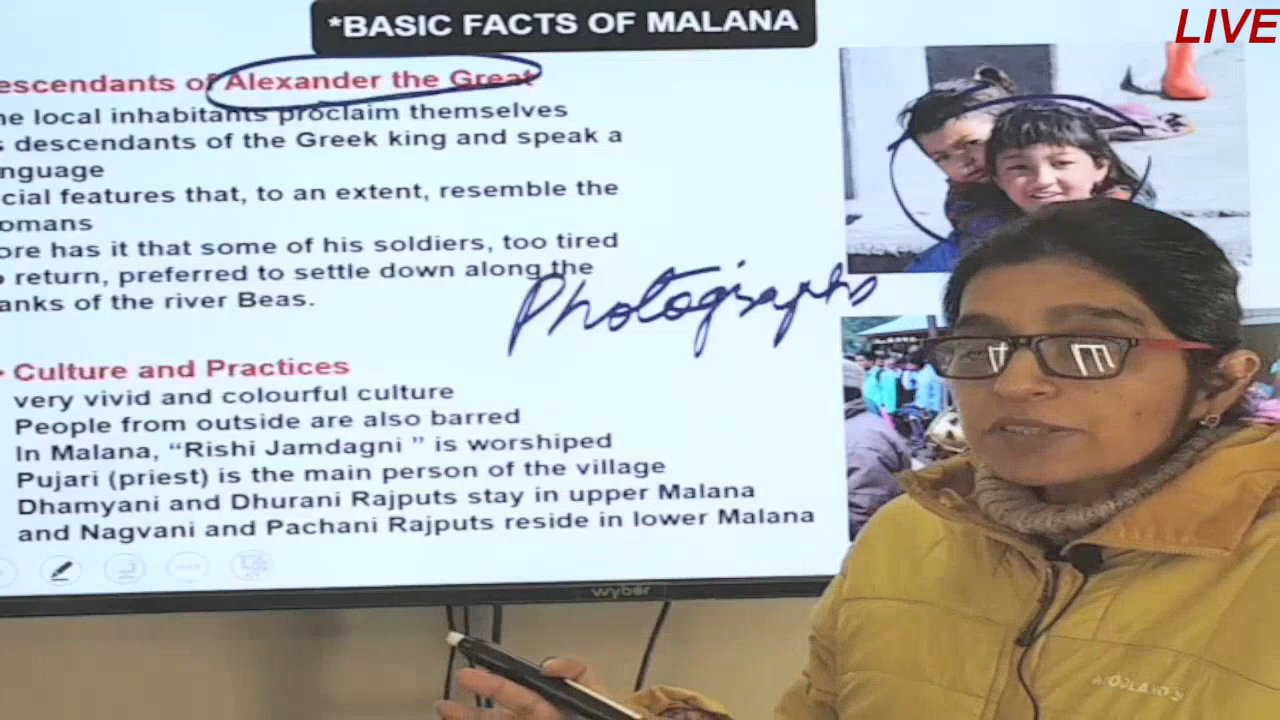 *BASIC FACTS OF MALANA
LIVE
escendants of Alexander the Great
he local inhabitants proclaim themselves
s descendants of the Greek king and speak a
nguage
cial features that, to an extent, resemble the
omans
ore has it that some of his soldiers, too tired
o return, preferred to settle down along the
anks of the river Beas.
Photographs
Culture and Practices
very vivid and colourful culture
People from outside are also barred
In Malana, “Rishi Jamdagni ” is worshiped
Pujari (priest) is the main person of the village
Dhamyani and Dhurani Rajputs stay in upper Malana
and Nagvani and Pachani Rajputs reside in lower Malana
wyber
WOODLANDS